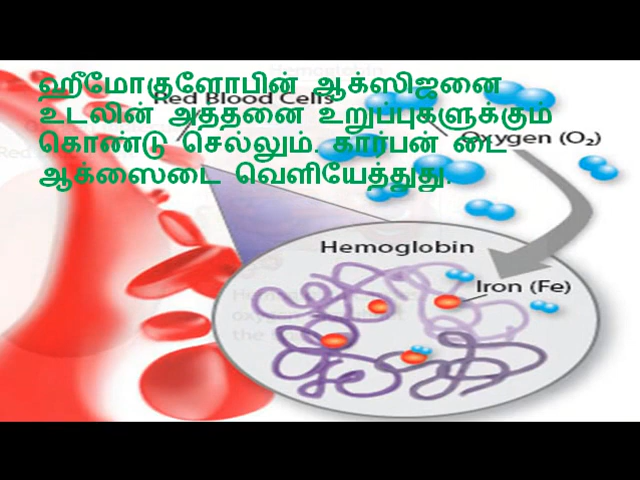 ஹீமோகுளோபின் ஆக்ஸிஜனை
உடலின் அத்தனை உறுப்புகளுக்கும்
கொண்டு செல்லும். கார்பன் டை
ஆக்ஸைடை வெளியேத்துது.
Red Blood Cells
Oxygen (O₂)
Hemoglobin
Iron (Fe)